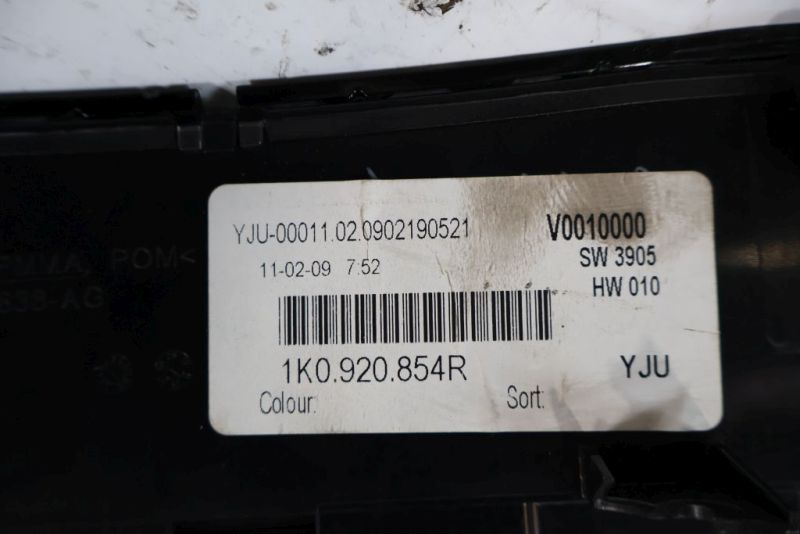 YJU-00011.02.0902190521 V0010000
11-02-09 7:52 SW 3905
HW 010
1K0.920.854R YJU
Colour: Sort:
POM<